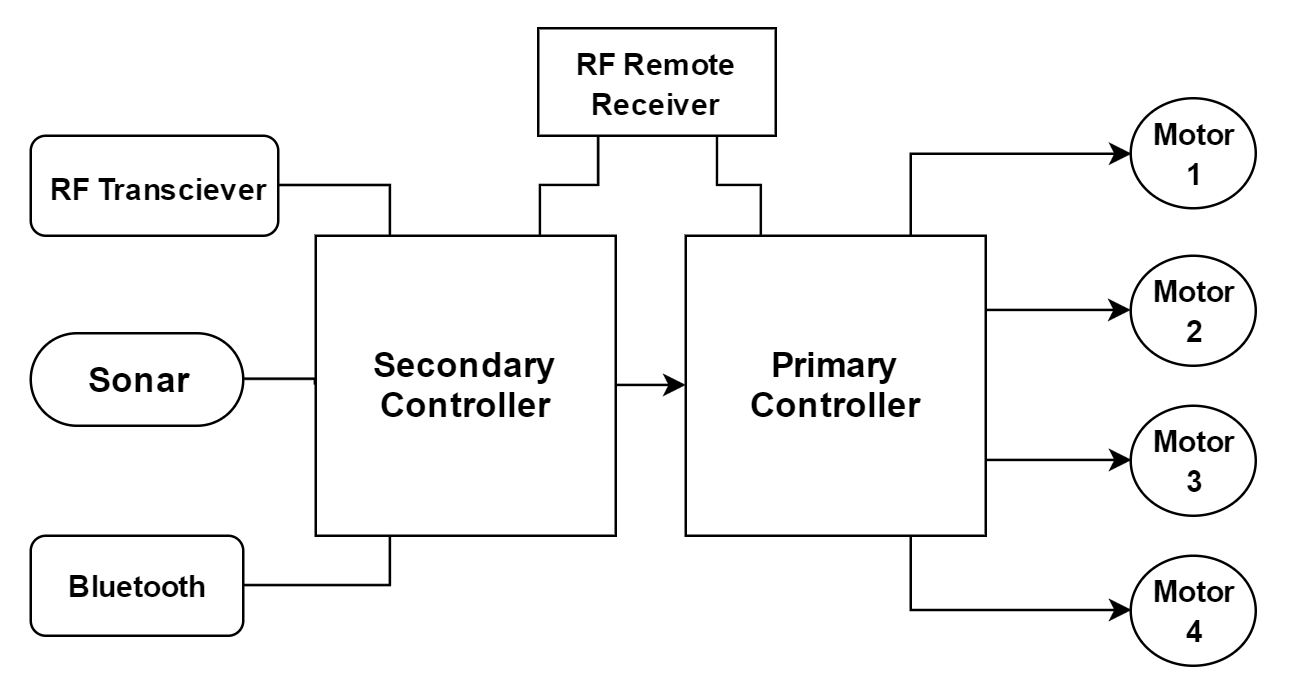 RF Remote
Receiver
RF Transciever
Sonar
Bluetooth
Secondary
Controller
Primary
Controller
Motor
1
Motor
2
Motor
3
Motor
4